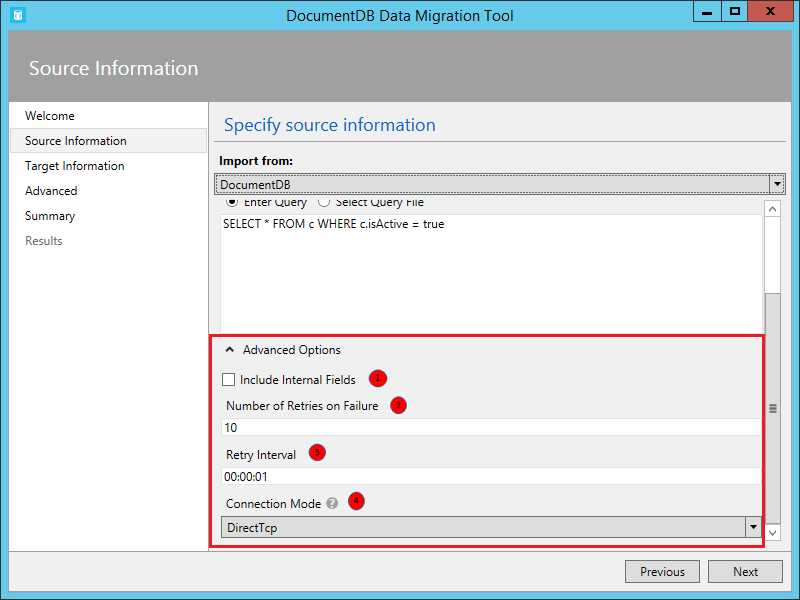 DocumentDB Data Migration Tool
Source Information
Welcome
Source Information
Target Information
Advanced
Summary
Results
Specify source information
Import from:
DocumentDB
Enter Query Select Query File
SELECT * FROM c WHERE c.isActive = true
Advanced Options
Include Internal Fields 1
Number of Retries on Failure 2
10
Retry Interval 3
00:00:01
Connection Mode ? 4
DirectTcp
Previous Next